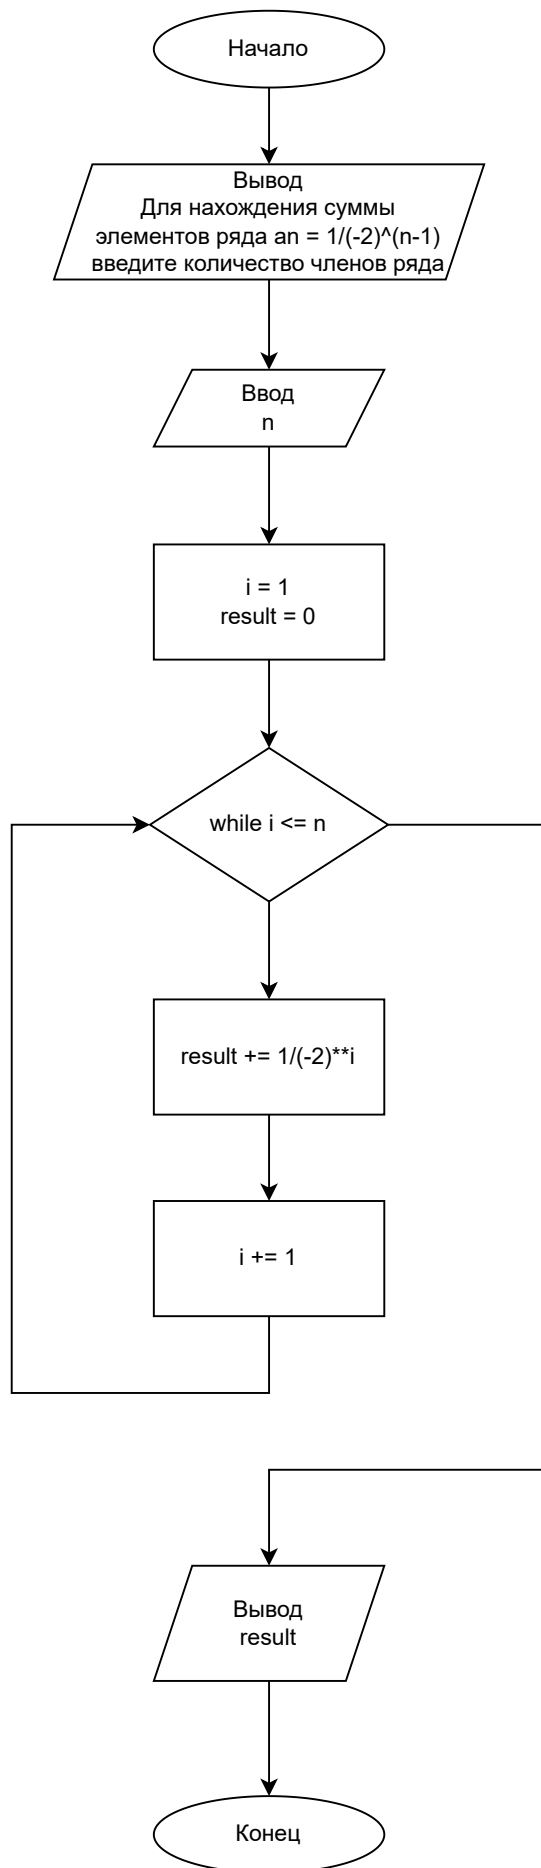 Начало
Вывод
Для нахождения суммы
элементов ряда an = 1/(-2)^(n-1)
введите количество членов ряда
Ввод
n
i = 1
result = 0
while i <= n
result += 1/(-2)**i
i += 1
Вывод
result
Конец